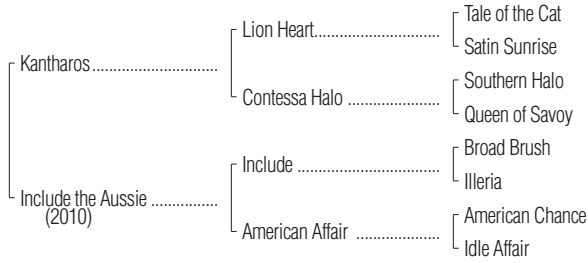 Tale of the Cat
Lion Heart
Satin Sunrise
Kantharos
Southern Halo
Contessa Halo
Queen of Savoy
Broad Brush
Include
Illeria
Include the Aussie
(2010)
American Chance
American Affair
Idle Affair